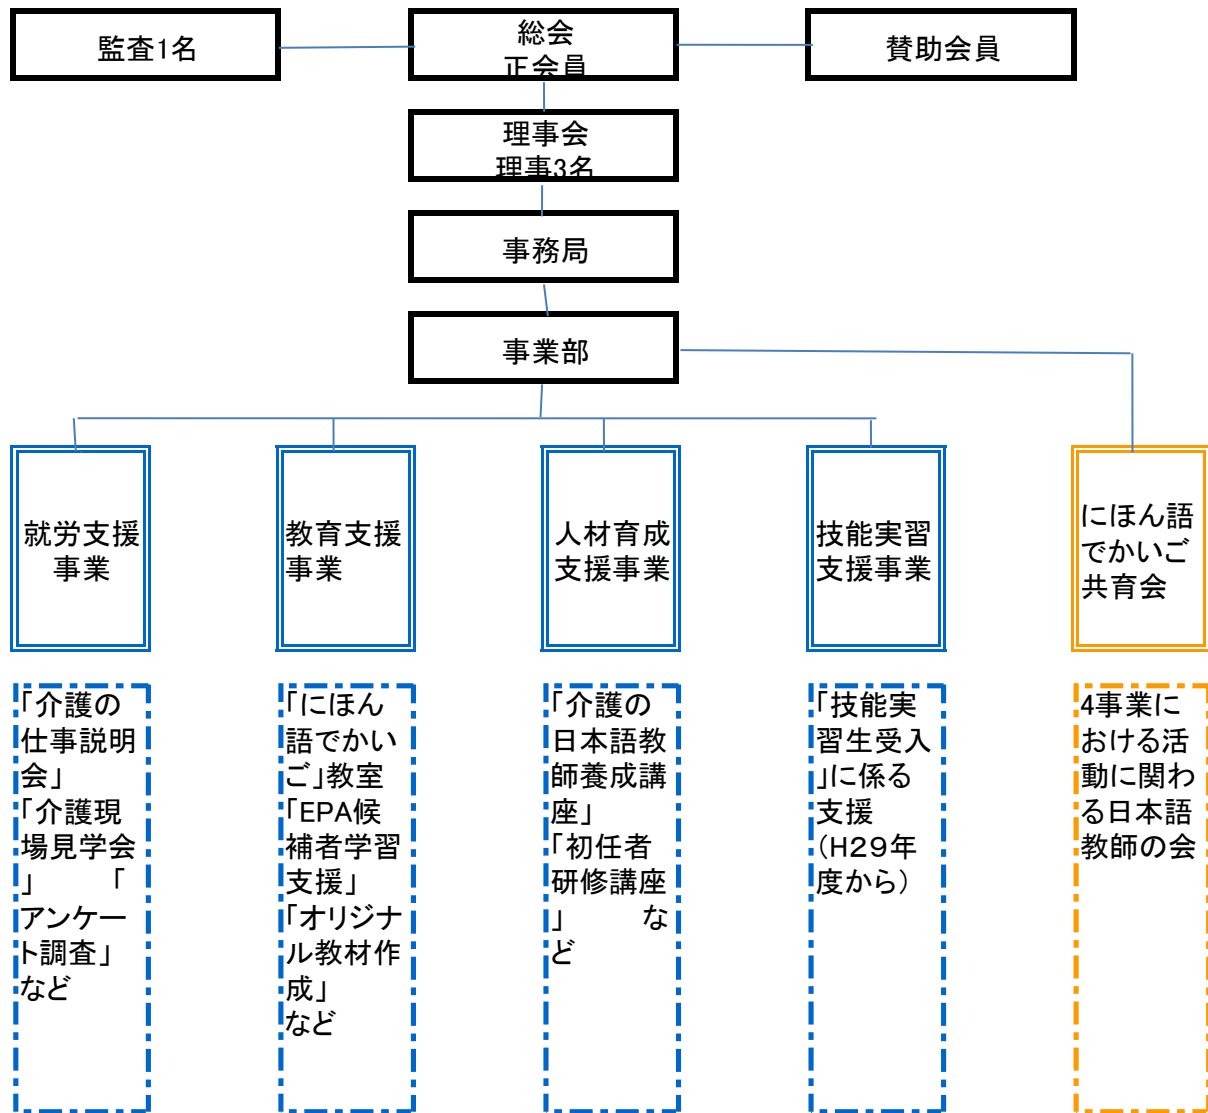 監査1名
総会
正会員
賛助会員
理事会
理事3名
事務局
事業部
就労支援
事業
教育支援
事業
人材育成
支援事業
技能実習
支援事業
にほん語
でかいご
共育会
「介護の
仕事説明
会」
「介護現
場見学会
」 「
アンケー
ト調査」
など
「にほん
語でかい
ご」教室
「EPA候
補者学習
支援」
「オリジナ
ル教材作
成」
など
「介護の
日本語教
師養成講
座」
「初任者
研修講座
」 な
ど
「技能実
習生受入
」に係る
支援
（H２９年
度から）
4事業に
おける活
動に関わ
る日本語
教師の会